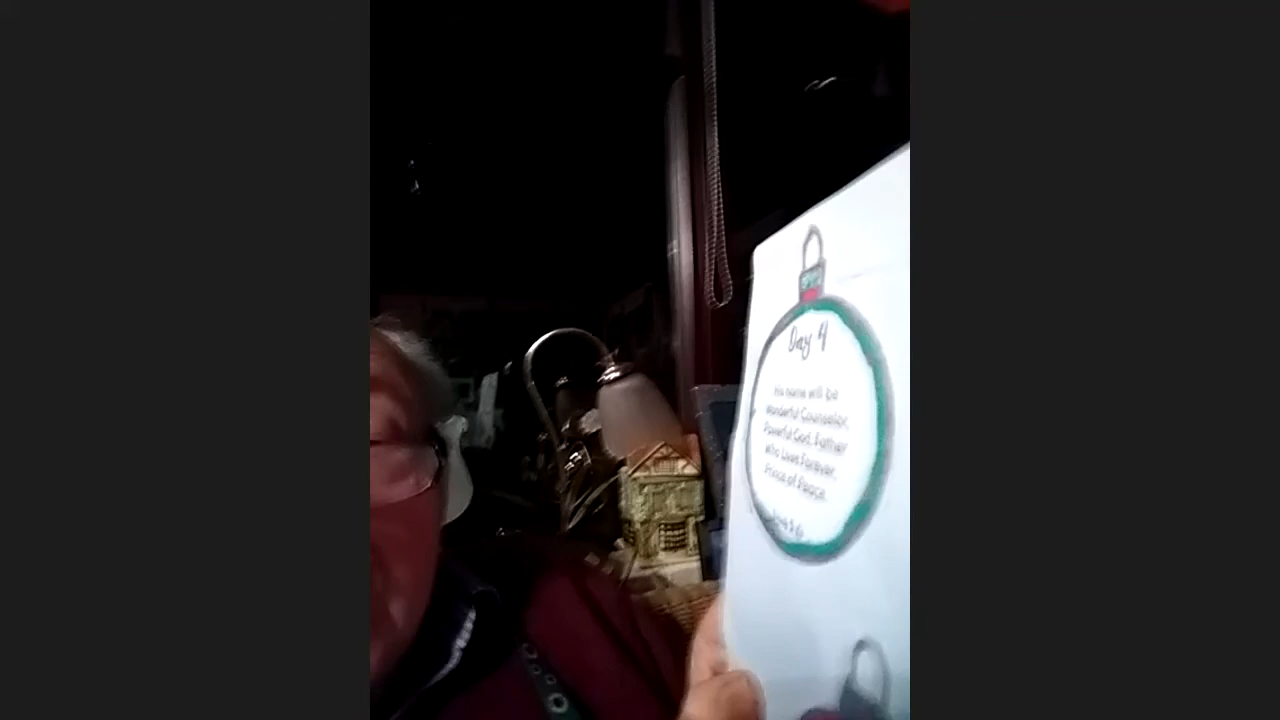 Day 4
His name will be
Wonderful Counselor,
Powerful God, Father
Who Lives Forever,
Prince of Peace.